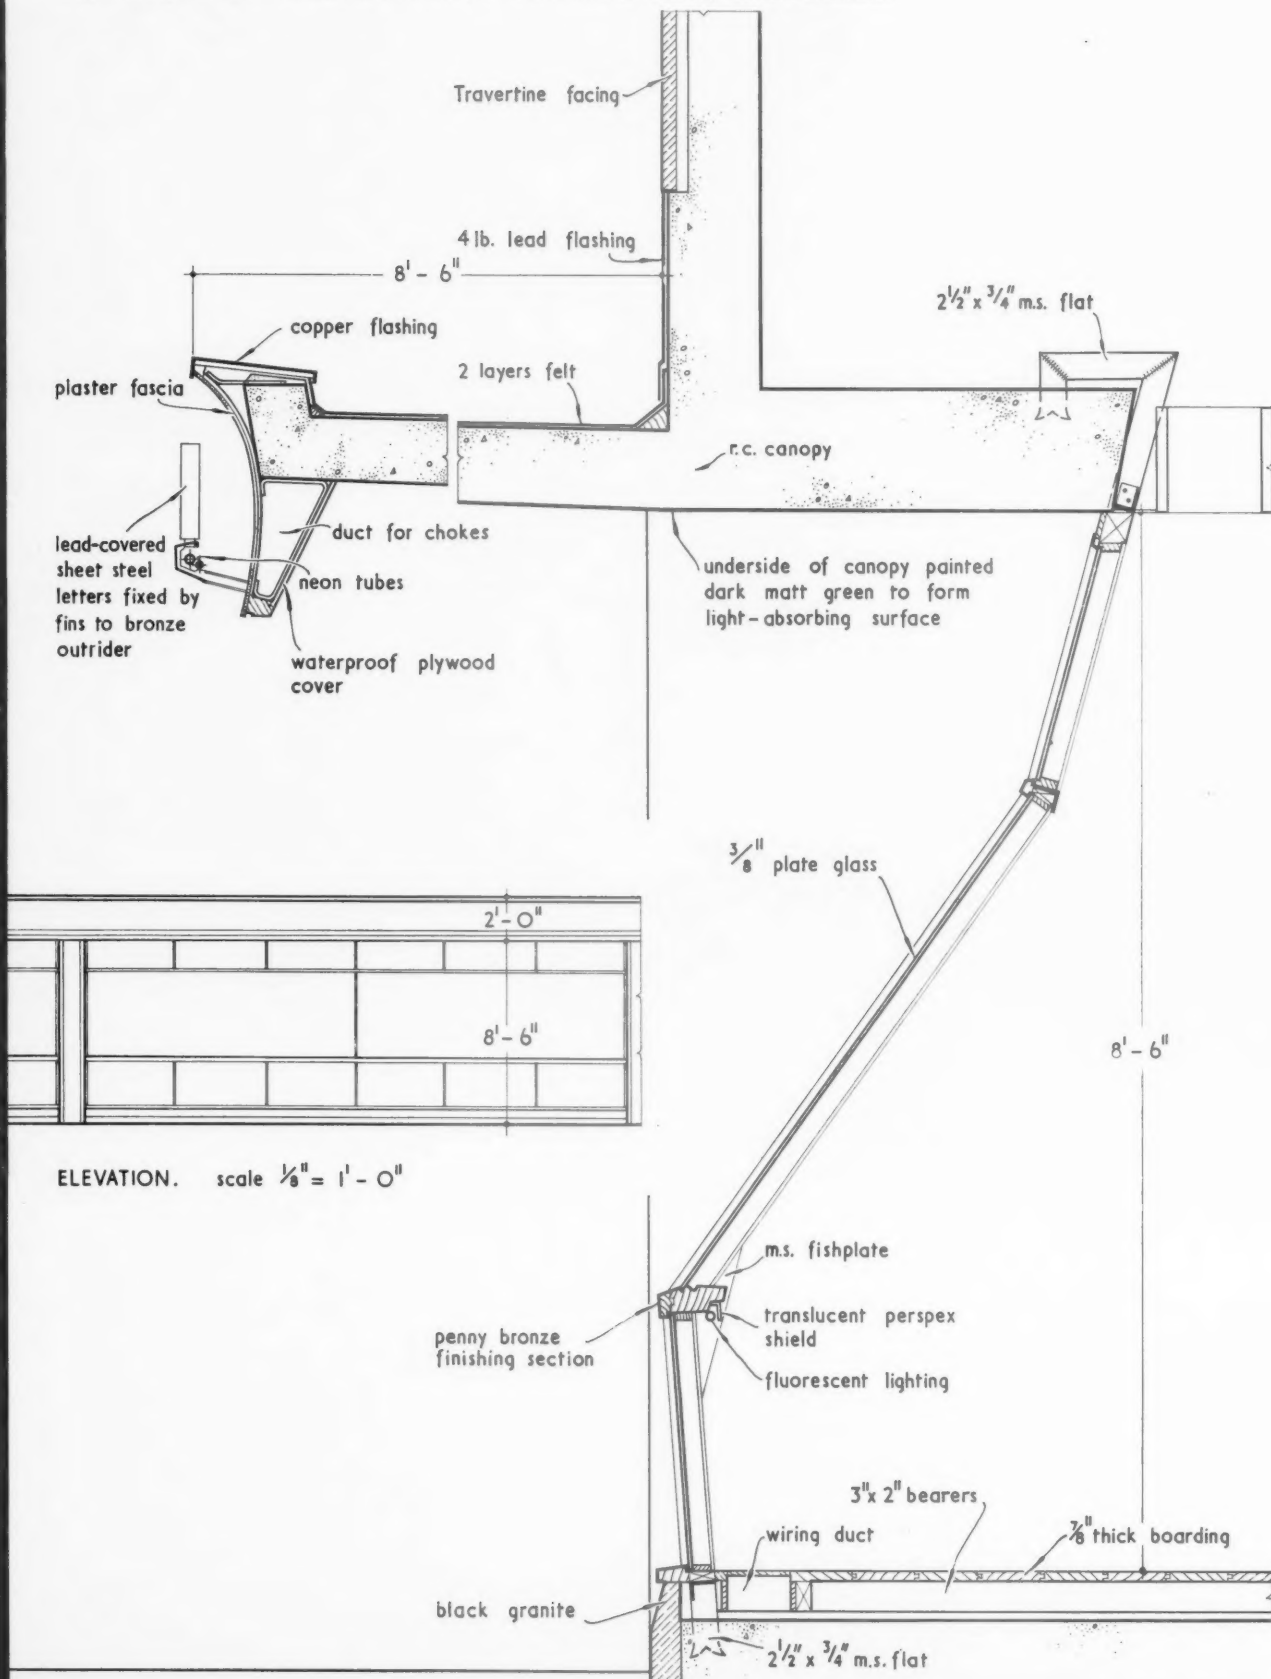 Travertine facing
4 lb. lead flashing
8' - 6"
2 1/2" x 3/4" m.s. flat
copper flashing
2 layers felt
plaster fascia
r.c. canopy
duct for chokes
lead-covered
sheet steel
letters fixed by
fins to bronze
outrider
neon tubes
underside of canopy painted
dark matt green to form
light-absorbing surface
waterproof plywood
cover
3/8" plate glass
2' - 0"
8' - 6"
8' - 6"
ELEVATION. scale 1/8" = 1' - 0"
m.s. fishplate
translucent perspex
shield
penny bronze
finishing section
fluorescent lighting
3" x 2" bearers
wiring duct
7/8" thick boarding
black granite
2 1/2" x 3/4" m.s. flat